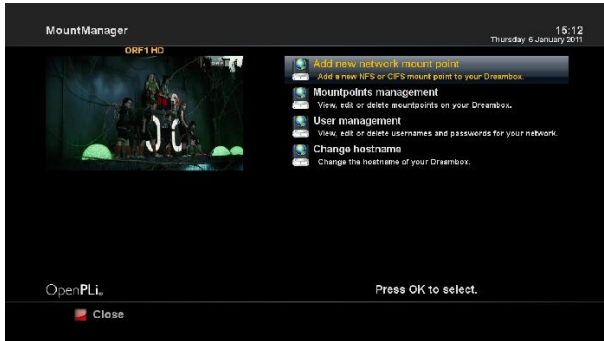 MountManager
15:12
Thursday 6 January 2011
ORF1 HD
Add new network mount point
Add a new NFS or CIFS mount point to your Dreambox.
Mountpoints management
View, edit or delete mountpoints on your Dreambox.
User management
View, edit or delete usernames and passwords for your network.
Change hostname
Change the hostname of your Dreambox.
OpenPLi.
Press OK to select.
Close